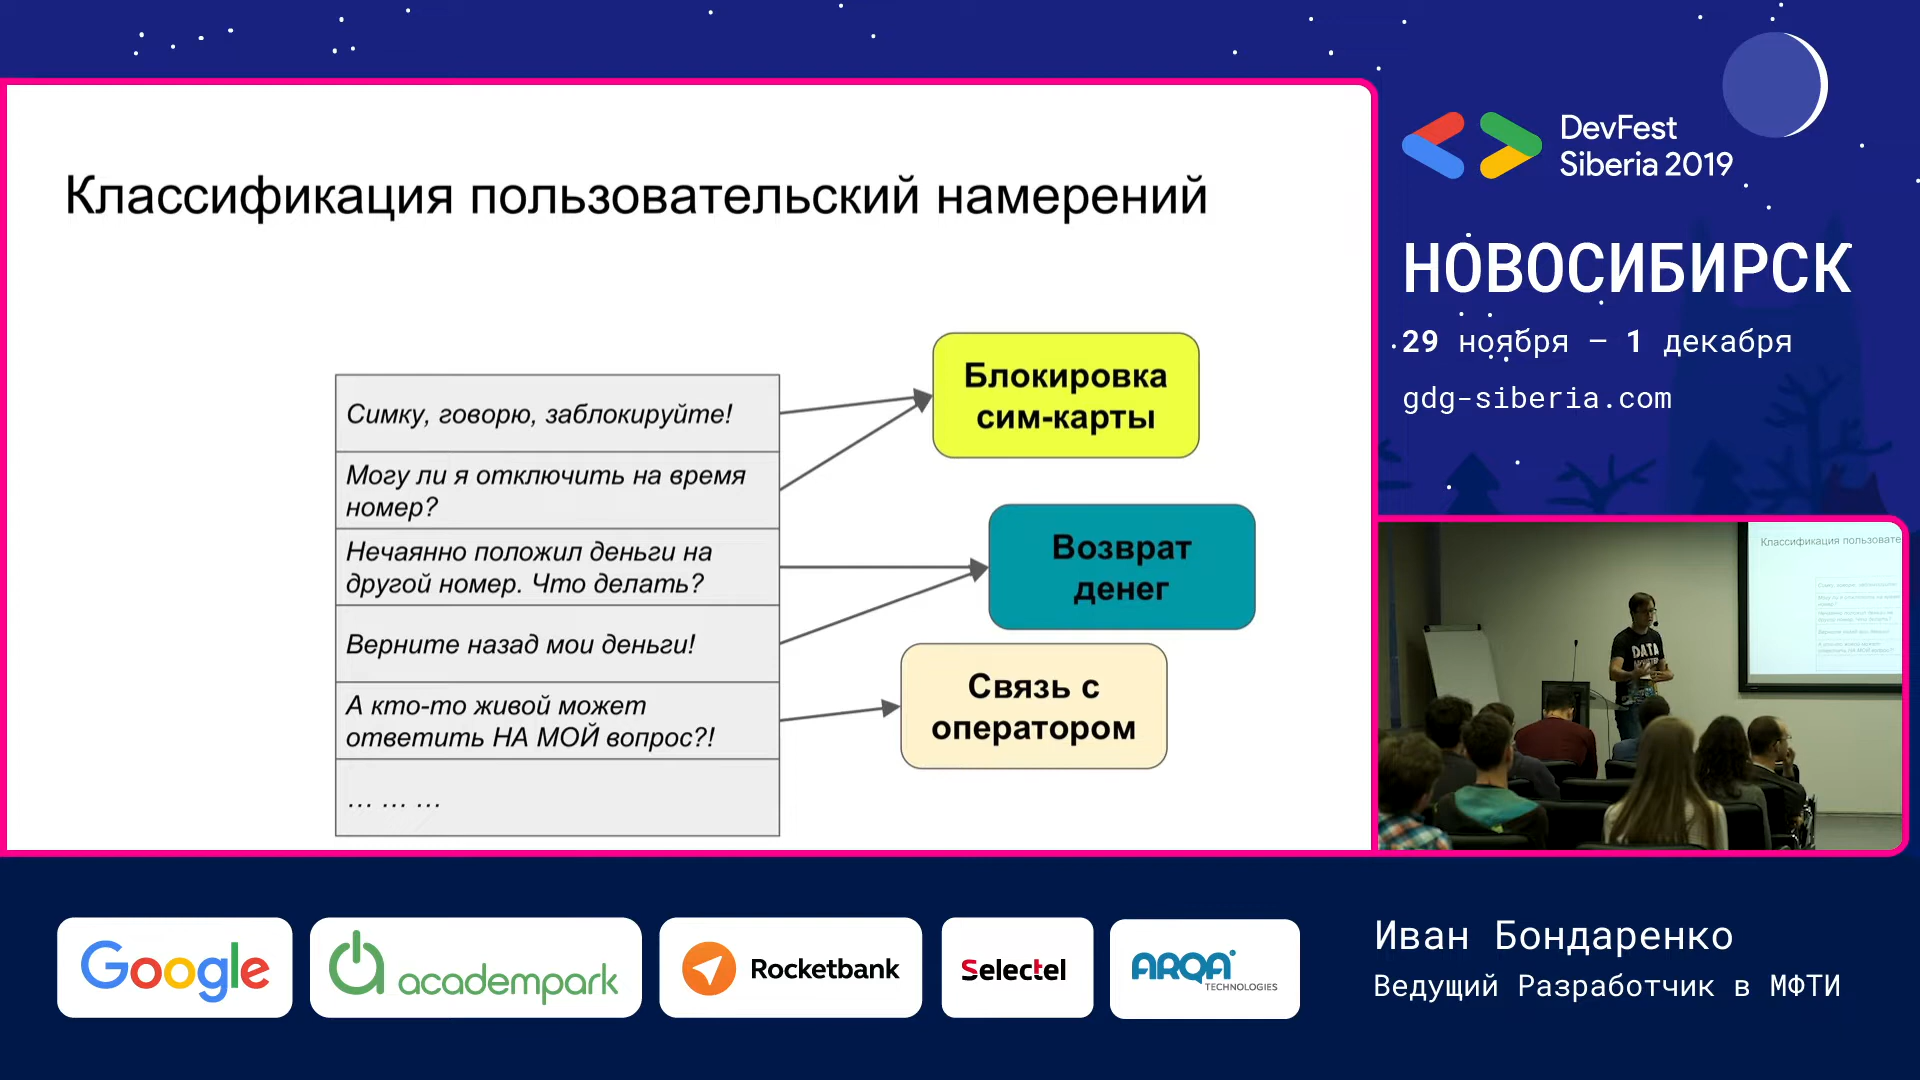 Классификация пользовательский намерений
Симку, говорю, заблокируйте!
Могу ли я отключить на время
номер?
Нечаянно положил деньги на
другой номер. Что делать?
Верните назад мои деньги!
А кто-то живой может
ответить НА МОЙ вопрос?!
... ... ...
Блокировка
сим-карты
Возврат
денег
Связь с
оператором
DevFest
Siberia 2019
НОВОСИБИРСК
29 ноября – 1 декабря
gdg-siberia.com
Классификация пользовате
DATA
Google
academpark
Rocketbank
Selectel
ARQA
TECHNOLOGIES
Иван Бондаренко
Ведущий Разработчик в МФТИ